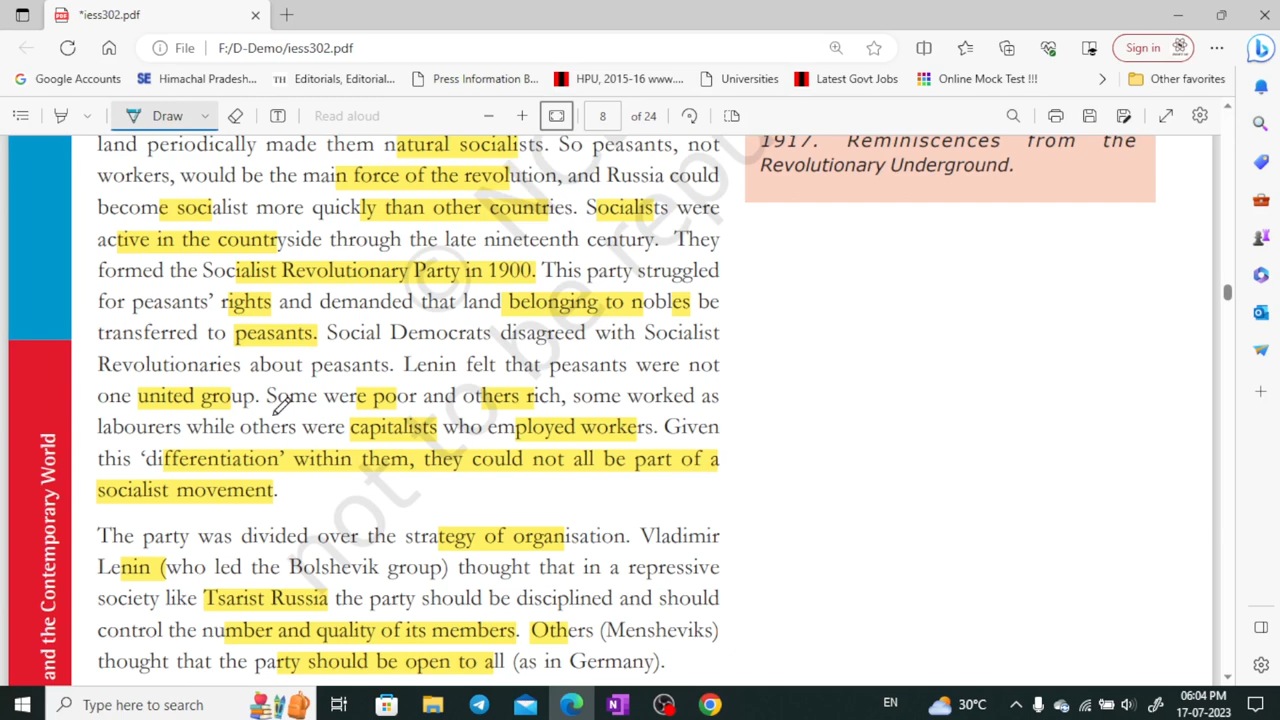 *iess302.pdf
File F:/D-Demo/iess302.pdf Sign in
Google Accounts SE Himachal Pradesh... TH Editorials, Editorial... Press Information B... HPU, 2015-16 www.... Universities Latest Govt Jobs Online Mock Test !!! Other favorites
Draw Read aloud 8 of 24
land periodically made them natural socialists. So peasants, not
workers, would be the main force of the revolution, and Russia could
become socialist more quickly than other countries. Socialists were
active in the countryside through the late nineteenth century. They
formed the Socialist Revolutionary Party in 1900. This party struggled
for peasants’ rights and demanded that land belonging to nobles be
transferred to peasants. Social Democrats disagreed with Socialist
Revolutionaries about peasants. Lenin felt that peasants were not
one united group. Some were poor and others rich, some worked as
labourers while others were capitalists who employed workers. Given
this ‘differentiation’ within them, they could not all be part of a
socialist movement.
The party was divided over the strategy of organisation. Vladimir
Lenin (who led the Bolshevik group) thought that in a repressive
society like Tsarist Russia the party should be disciplined and should
control the number and quality of its members. Others (Mensheviks)
thought that the party should be open to all (as in Germany).
1917. Reminiscences from the
Revolutionary Underground.
and the Contemporary World
not to be repu
© NC
Type here to search 30°C EN 06:04 PM
17-07-2023